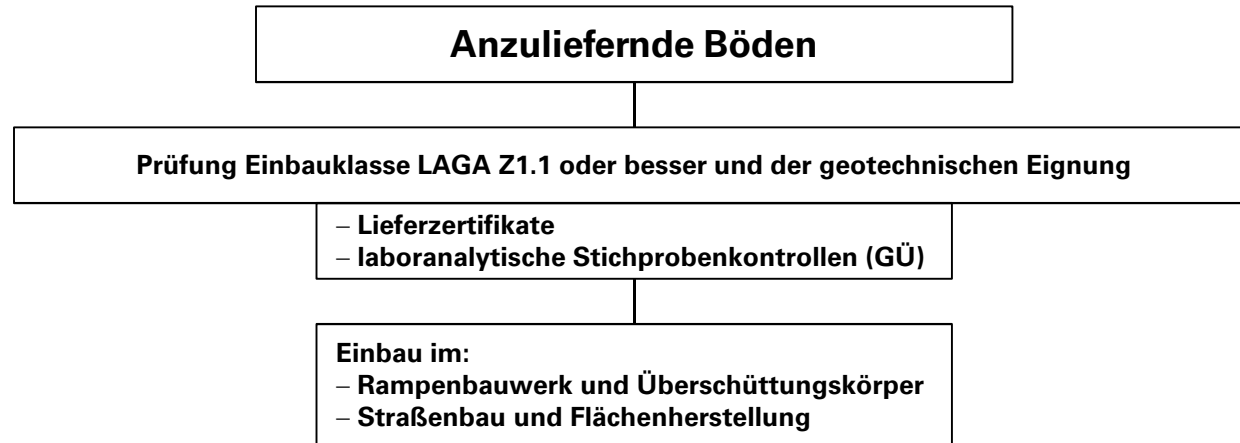 Anzuliefernde Böden
Prüfung Einbauklasse LAGA Z1.1 oder besser und der geotechnischen Eignung
– Lieferzertifikate
– laboranalytische Stichprobenkontrollen (GÜ)
Einbau im:
– Rampenbauwerk und Überschüttungskörper
– Straßenbau und Flächenherstellung